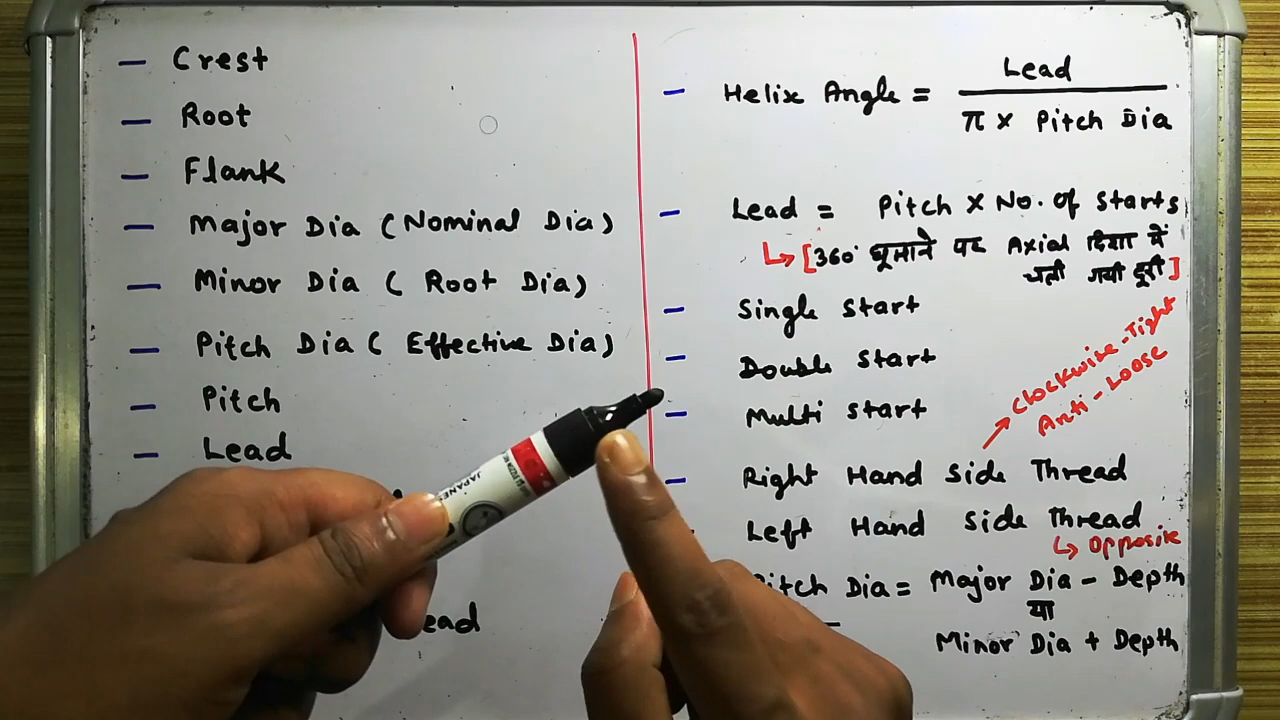 — Crest
— Root
— Flank
— Major Dia (Nominal Dia)
— Minor Dia ( Root Dia)
— Pitch Dia ( Effective Dia)
— Pitch
— Lead
ead
— Helix Angle = Lead
π x Pitch Dia
— Lead = Pitch x No. of Starts
↳ [360° घूमाने पर Axial दिशा में
चली गयी दूरी]
— Single Start
— Double Start
— Multi Start
→ Clockwise - Tight
Anti - Loose
— Right Hand Side Thread
Left Hand Side Thread
↳ Opposite
Pitch Dia = Major Dia - Depth
या
Minor Dia + Depth
JAPANES